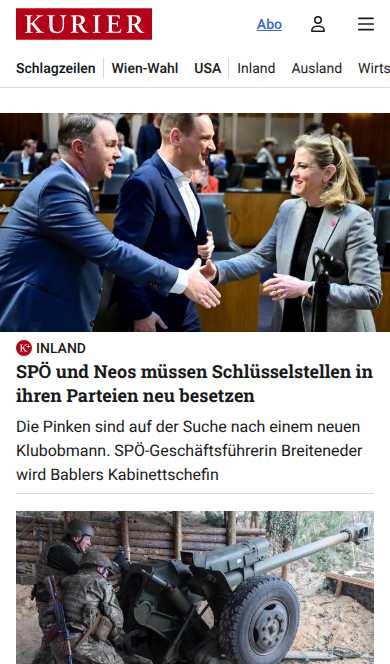 KURIER
Abo
Schlagzeilen Wien-Wahl USA Inland Ausland Wirts
K+ INLAND
SPÖ und Neos müssen Schlüsselstellen in
ihren Parteien neu besetzen
Die Pinken sind auf der Suche nach einem neuen
Klubobmann. SPÖ-Geschäftsführerin Breiteneder
wird Bablers Kabinettschefin